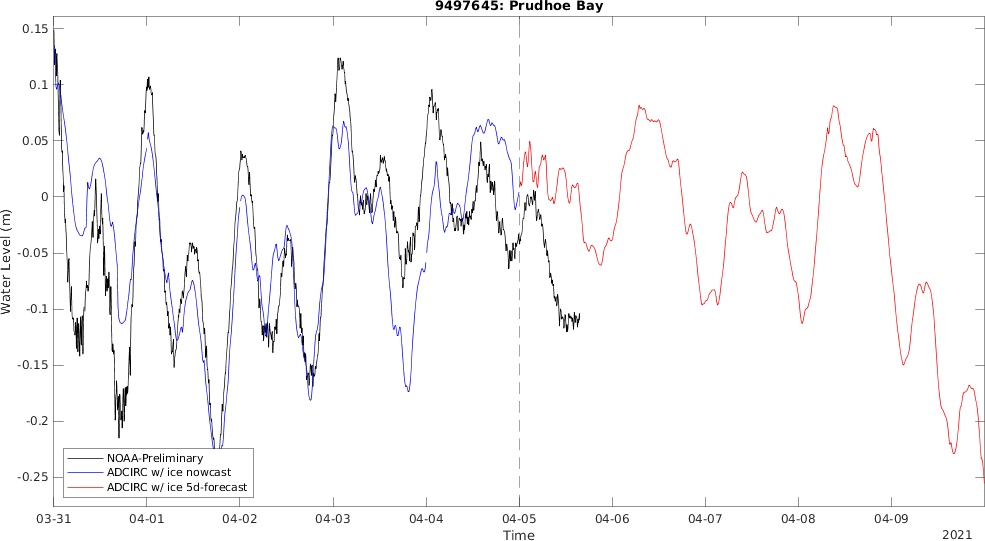 9497645: Prudhoe Bay
Water Level (m)
0.15
0.1
0.05
0
-0.05
-0.1
-0.15
-0.2
-0.25
NOAA-Preliminary
ADCIRC w/ ice nowcast
ADCIRC w/ ice 5d-forecast
03-31 04-01 04-02 04-03 04-04 04-05 04-06 04-07 04-08 04-09
Time
2021